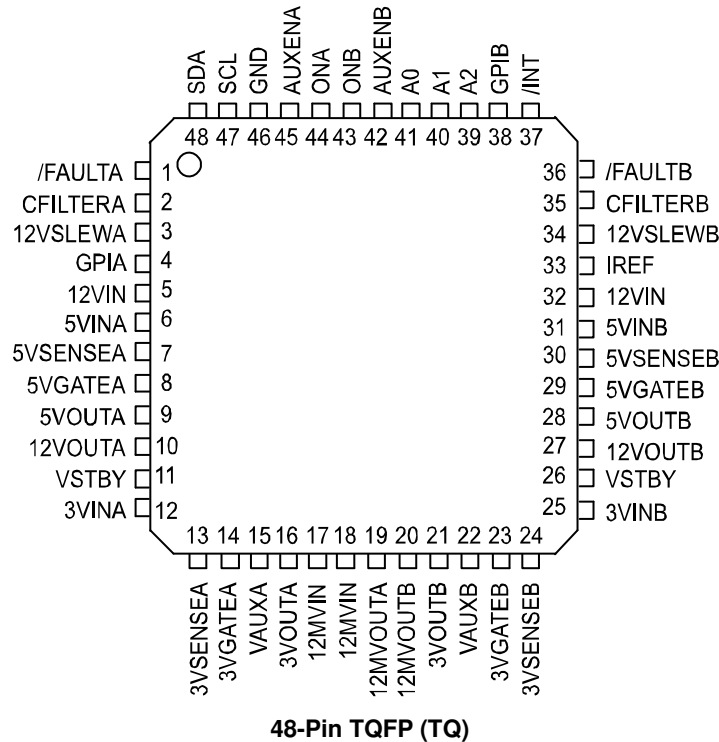 SDA
SCL
GND
AUXENA
ONA
ONB
AUXENB
A0
A1
A2
GPIB
/INT
48 47 46 45 44 43 42 41 40 39 38 37
/FAULTA 1 36 /FAULTB
CFILTERA 2 35 CFILTERB
12VSLEWA 3 34 12VSLEWB
GPIA 4 33 IREF
12VIN 5 32 12VIN
5VINA 6 31 5VINB
5VSENSEA 7 30 5VSENSEB
5VGATEA 8 29 5VGATEB
5VOUTA 9 28 5VOUTB
12VOUTA 10 27 12VOUTB
VSTBY 11 26 VSTBY
3VINA 12 25 3VINB
13 14 15 16 17 18 19 20 21 22 23 24
3VSENSEA
3VGATEA
VAUXA
3VOUTA
12MVIN
12MVIN
12MVOUTA
12MVOUTB
3VOUTB
VAUXB
3VGATEB
3VSENSEB
48-Pin TQFP (TQ)